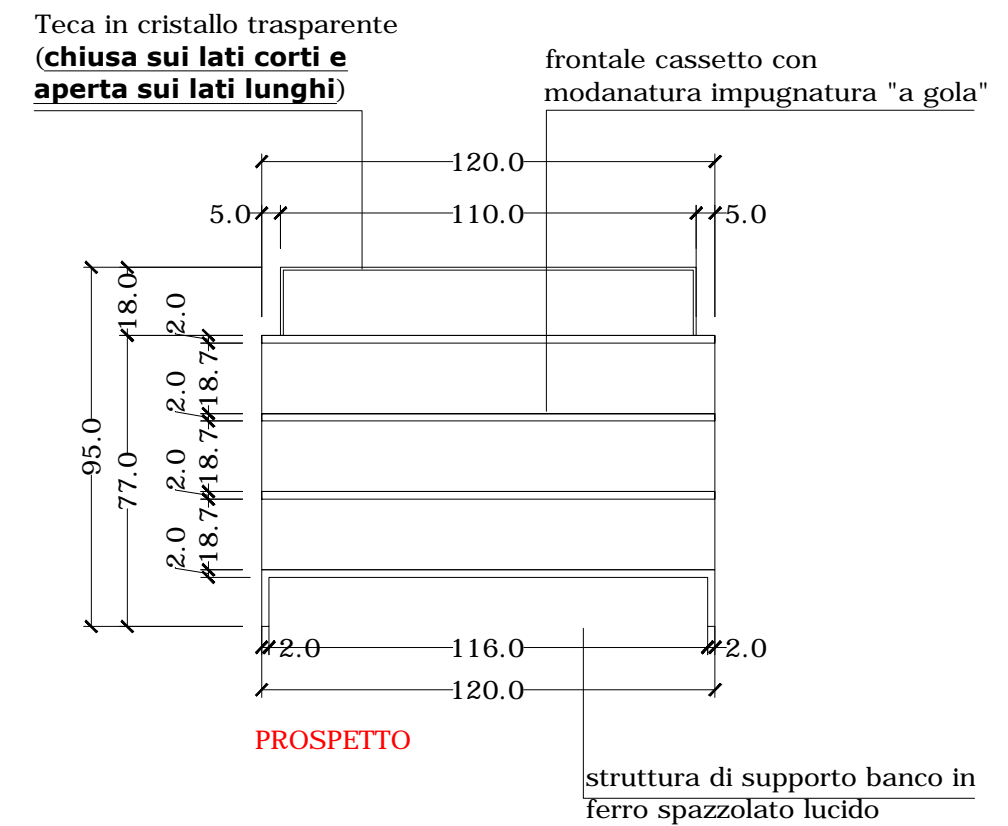 Teca in cristallo trasparente
(chiusa sui lati corti e
aperta sui lati lunghi)
frontale cassetto con
modanatura impugnatura "a gola"
120.0
5.0
110.0
5.0
18.0
2.0
18.7
2.0
18.7
2.0
18.7
2.0
95.0
77.0
2.0
116.0
2.0
120.0
PROSPETTO
struttura di supporto banco in
ferro spazzolato lucido